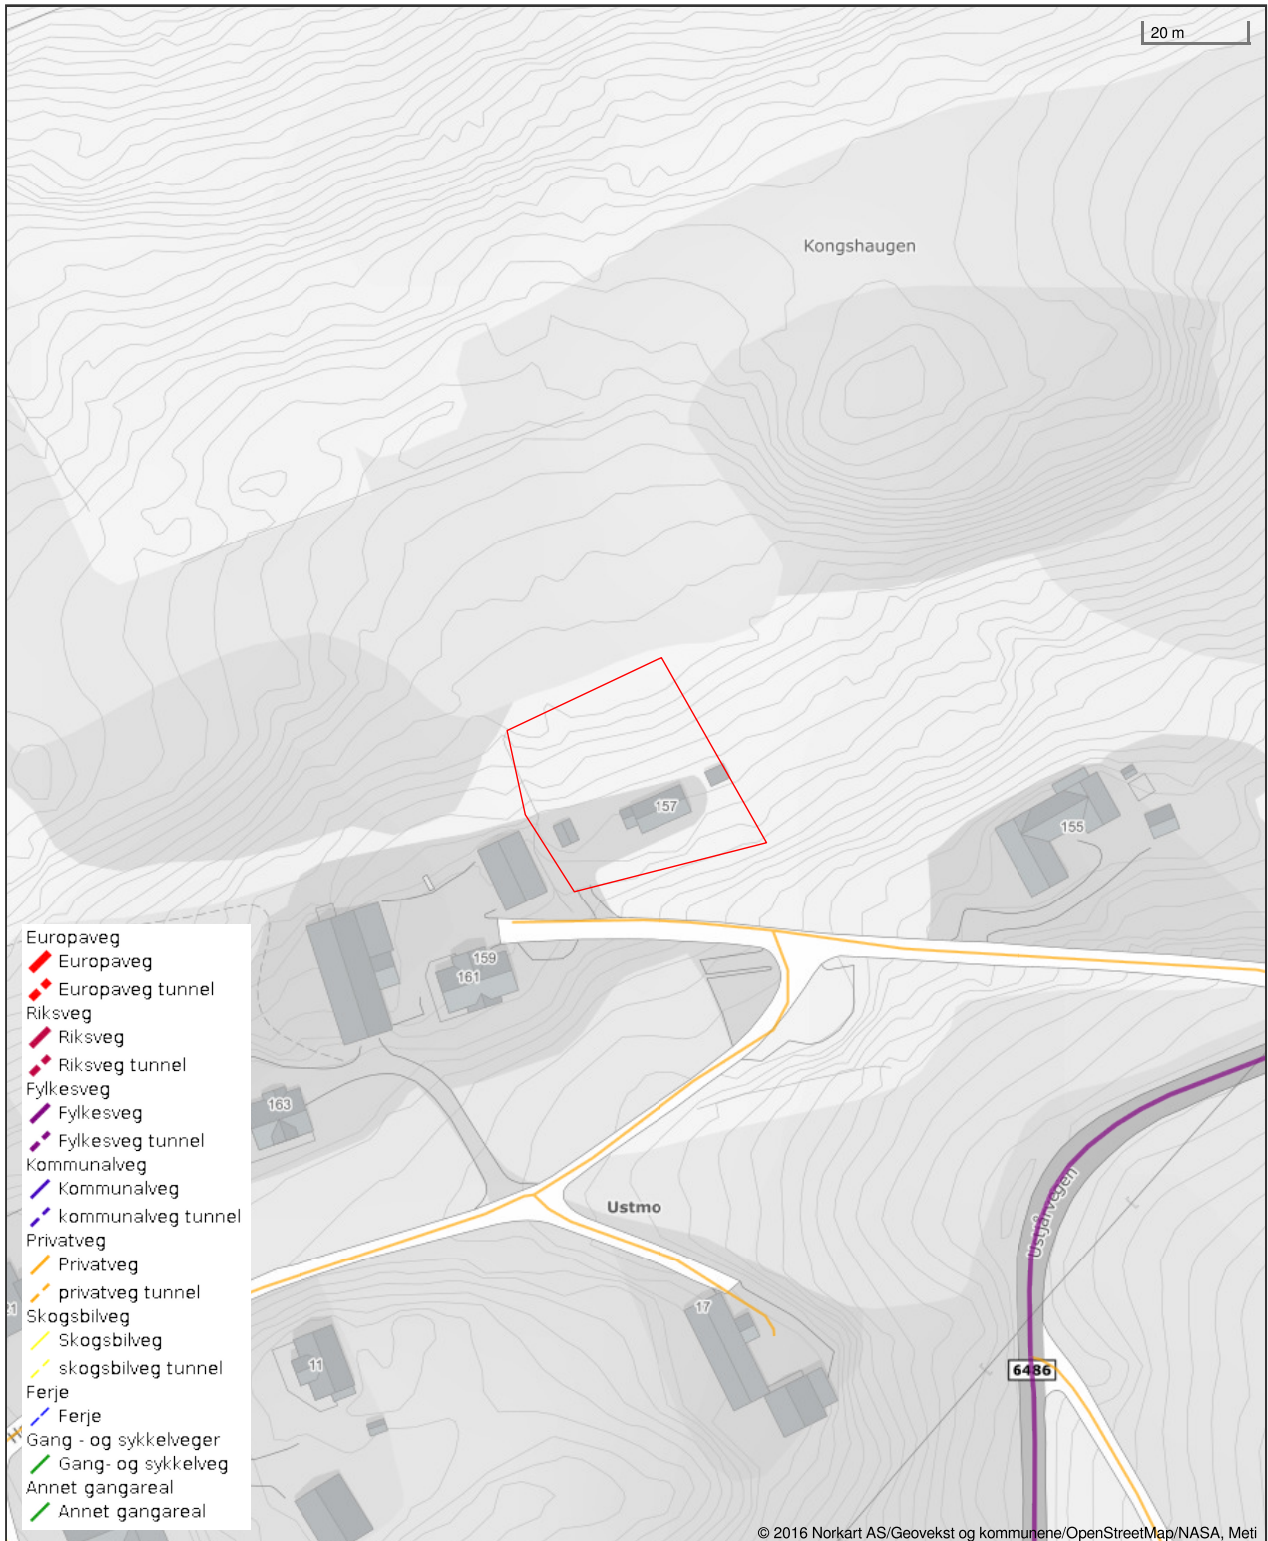 20 m
Kongshaugen
157
155
159
161
163
Ustmo
Ustjårvegen
17
11
6486
Europaveg
Europaveg
Europaveg tunnel
Riksveg
Riksveg
Riksveg tunnel
Fylkesveg
Fylkesveg
Fylkesveg tunnel
Kommunalveg
Kommunalveg
kommunalveg tunnel
Privatveg
Privatveg
privatveg tunnel
Skogsbilveg
Skogsbilveg
skogsbilveg tunnel
Ferje
Ferje
Gang - og sykkelveger
Gang- og sykkelveg
Annet gangareal
Annet gangareal
© 2016 Norkart AS/Geovekst og kommunene/OpenStreetMap/NASA, Meti